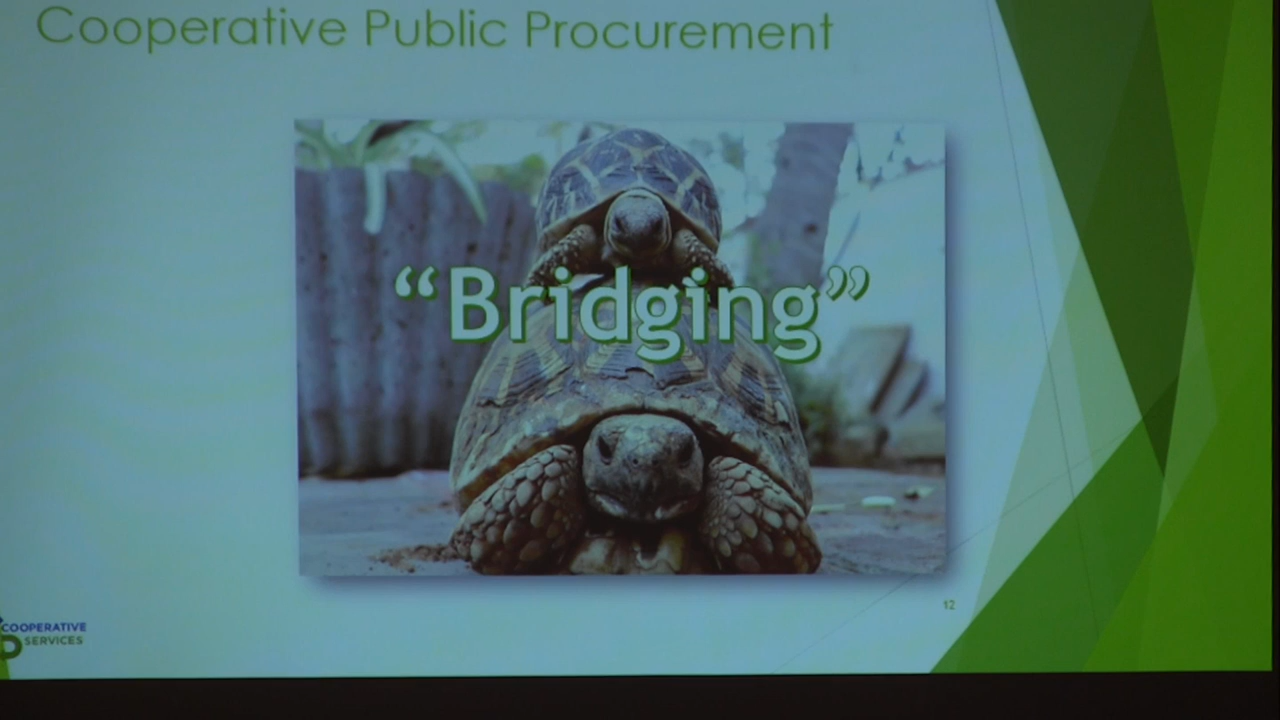 Cooperative Public Procurement
“Bridging”
12
COOPERATIVE
SERVICES